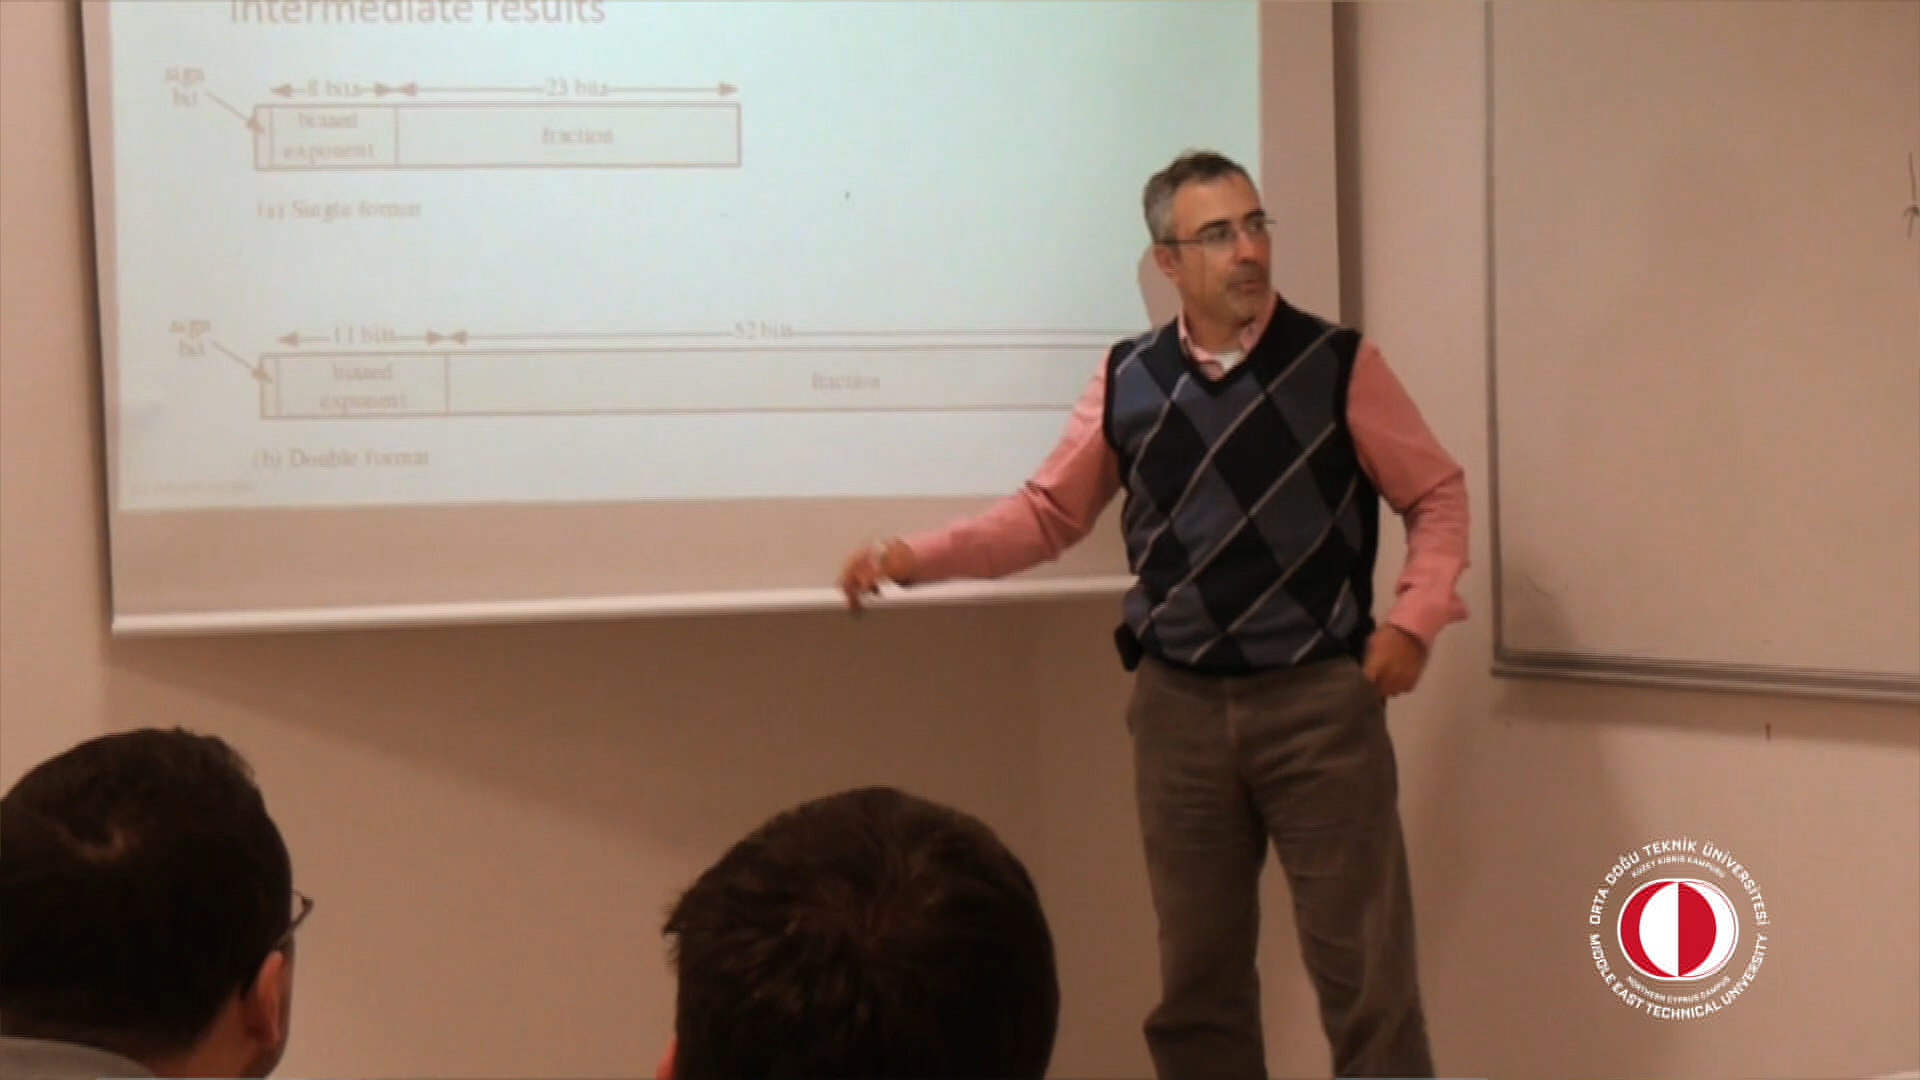 intermediate results
sign
bit
8 bits
23 bits
biased
exponent
fraction
(a) Single format
sign
bit
11 bits
52 bits
biased
exponent
fraction
(b) Double format
ORTA DOĞU TEKNİK ÜNİVERSİTESİ
KUZEY KIBRIS KAMPUSU
NORTHERN CYPRUS CAMPUS
MIDDLE EAST TECHNICAL UNIVERSITY